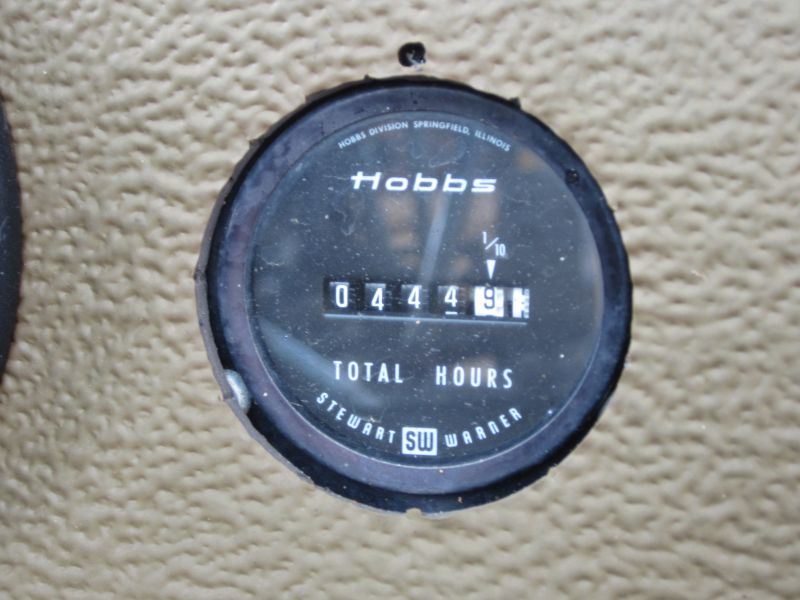 HOBBS DIVISION SPRINGFIELD, ILLINOIS
Hobbs
1/10
0 4 4 4 9
TOTAL HOURS
STEWART SW WARNER